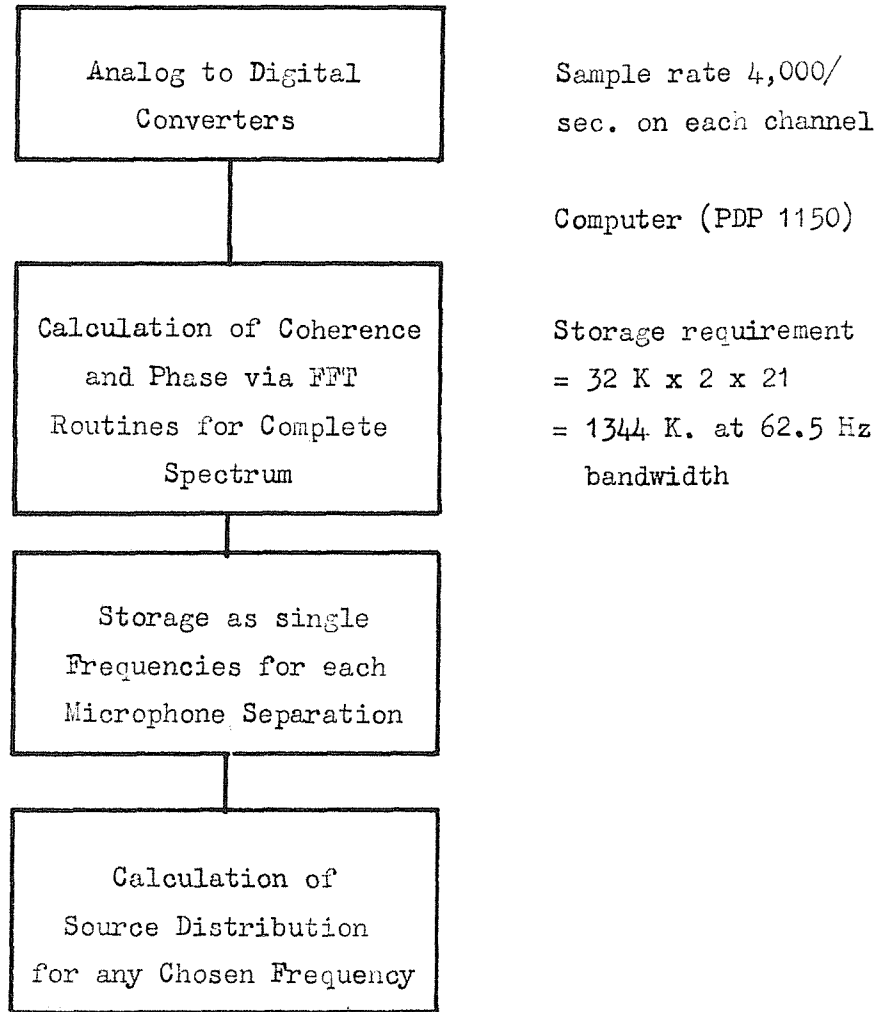 Analog to Digital
Converters
Sample rate 4,000/
sec. on each channel
Computer (PDP 1150)
Calculation of Coherence
and Phase via FFT
Routines for Complete
Spectrum
Storage requirement
= 32 K x 2 x 21
= 1344 K. at 62.5 Hz
bandwidth
Storage as single
Frequencies for each
Microphone Separation
Calculation of
Source Distribution
for any Chosen Frequency